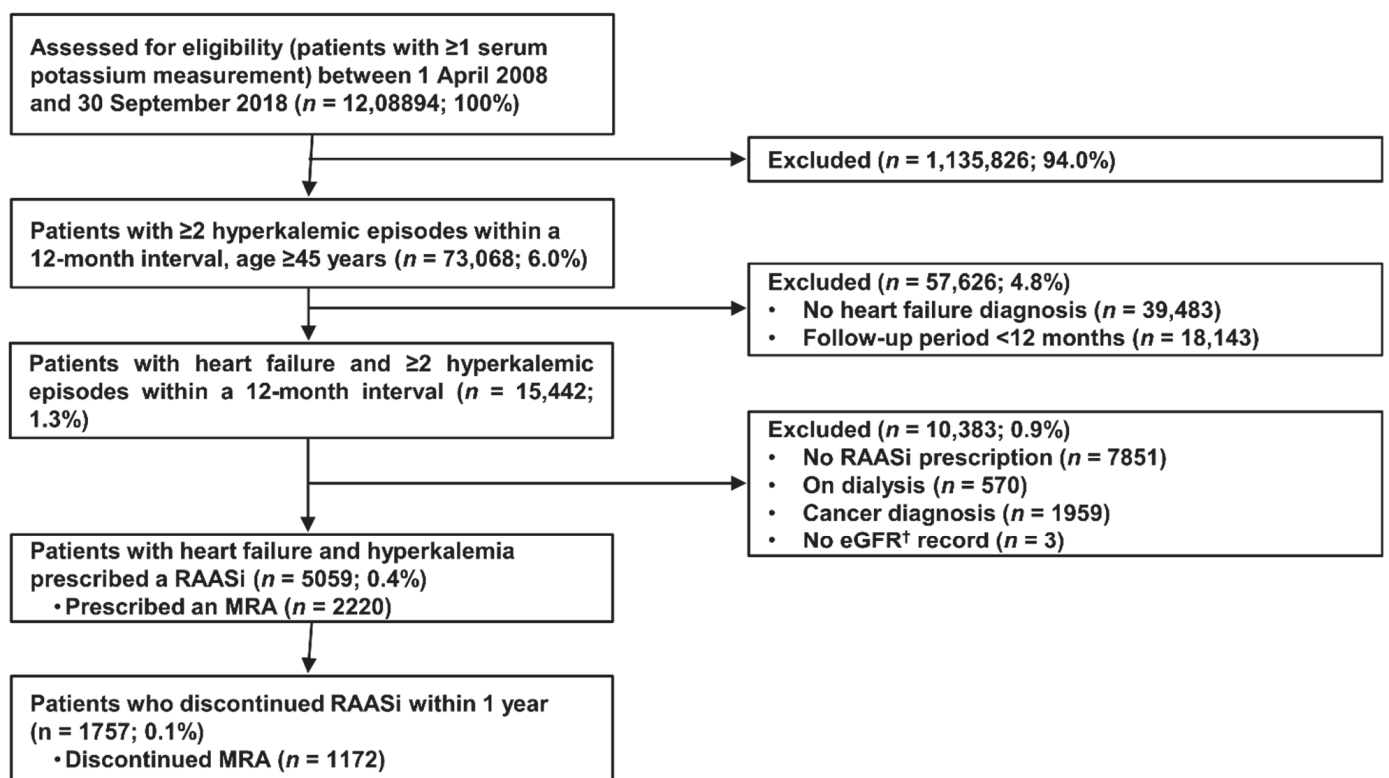 Assessed for eligibility (patients with ≥1 serum
potassium measurement) between 1 April 2008
and 30 September 2018 (n = 12,08894; 100%)
Excluded (n = 1,135,826; 94.0%)
Patients with ≥2 hyperkalemic episodes within a
12-month interval, age ≥45 years (n = 73,068; 6.0%)
Excluded (n = 57,626; 4.8%)
• No heart failure diagnosis (n = 39,483)
• Follow-up period <12 months (n = 18,143)
Patients with heart failure and ≥2 hyperkalemic
episodes within a 12-month interval (n = 15,442;
1.3%)
Excluded (n = 10,383; 0.9%)
• No RAASi prescription (n = 7851)
• On dialysis (n = 570)
• Cancer diagnosis (n = 1959)
• No eGFR† record (n = 3)
Patients with heart failure and hyperkalemia
prescribed a RAASi (n = 5059; 0.4%)
• Prescribed an MRA (n = 2220)
Patients who discontinued RAASi within 1 year
(n = 1757; 0.1%)
• Discontinued MRA (n = 1172)